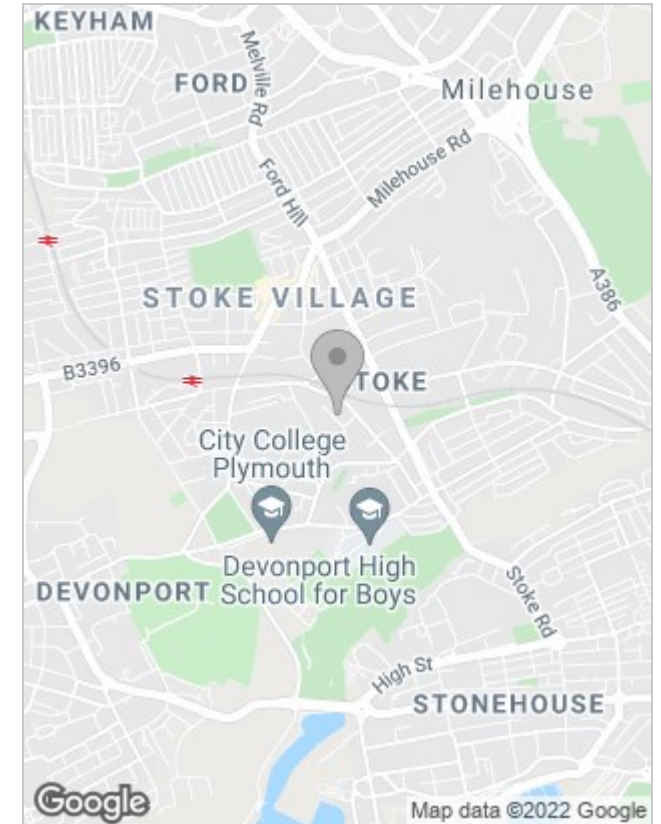 KEYHAM
FORD
Melville Rd
Milehouse
Ford Hill
Milehouse Rd
A386
STOKE VILLAGE
B3396
TOKE
City College
Plymouth
Devonport High
School for Boys
DEVONPORT
Stoke Rd
High St
STONEHOUSE
Google
Map data ©2022 Google